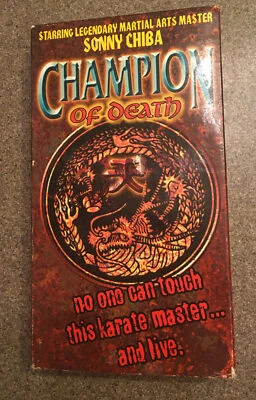 STARRING LEGENDARY MARTIAL ARTS MASTER
SONNY CHIBA
CHAMPION
OF DEATH
no one can touch
this karate master...
and live.